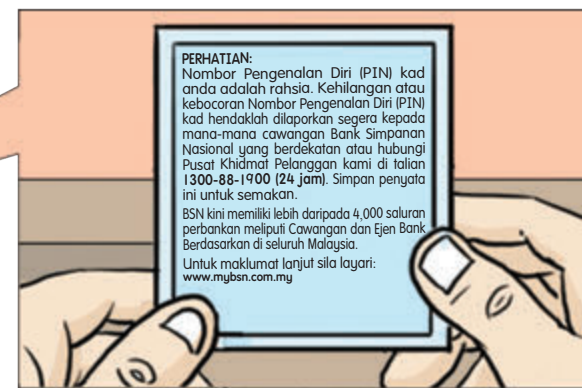 PERHATIAN:
Nombor Pengenalan Diri (PIN) kad
anda adalah rahsia. Kehilangan atau
kebocoran Nombor Pengenalan Diri (PIN)
kad hendaklah dilaporkan segera kepada
mana-mana cawangan Bank Simpanan
Nasional yang berdekatan atau hubungi
Pusat Khidmat Pelanggan kami di talian
1300-88-1900 (24 jam). Simpan penyata
ini untuk semakan.
BSN kini memiliki lebih daripada 4,000 saluran
perbankan meliputi Cawangan dan Ejen Bank
Berdasarkan di seluruh Malaysia.
Untuk maklumat lanjut sila layari:
www.mybsn.com.my